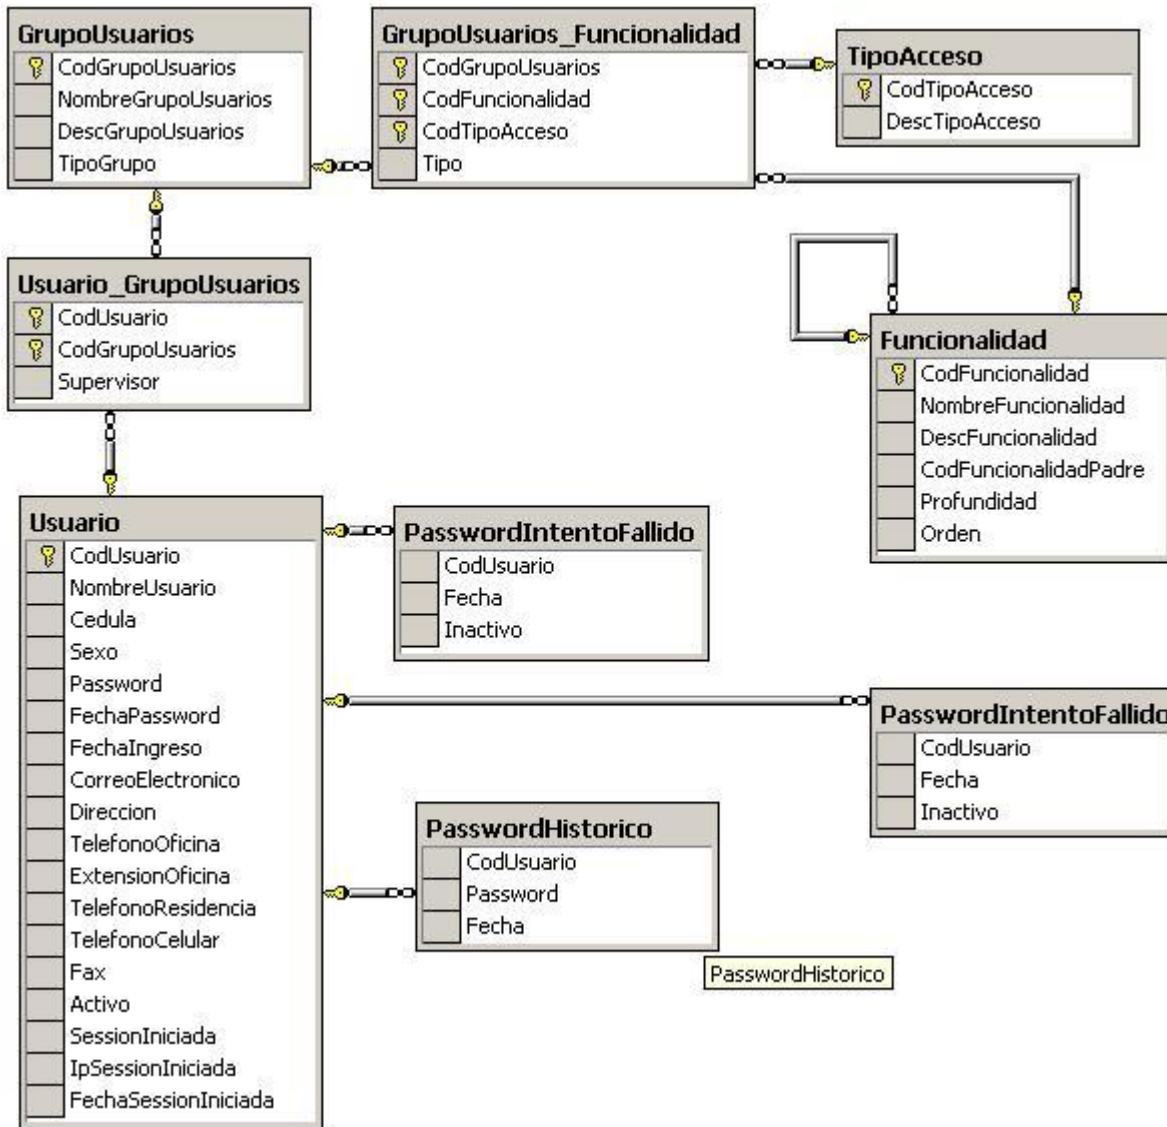 GrupoUsuarios
CodGrupoUsuarios
NombreGrupoUsuarios
DescGrupoUsuarios
TipoGrupo
GrupoUsuarios_Funcionalidad
CodGrupoUsuarios
CodFuncionalidad
CodTipoAcceso
Tipo
TipoAcceso
CodTipoAcceso
DescTipoAcceso
Usuario_GrupoUsuarios
CodUsuario
CodGrupoUsuarios
Supervisor
Funcionalidad
CodFuncionalidad
NombreFuncionalidad
DescFuncionalidad
CodFuncionalidadPadre
Profundidad
Orden
Usuario
CodUsuario
NombreUsuario
Cedula
Sexo
Password
FechaPassword
FechaIngreso
CorreoElectronico
Direccion
TelefonoOficina
ExtensionOficina
TelefonoResidencia
TelefonoCelular
Fax
Activo
SessionIniciada
IpSessionIniciada
FechaSessionIniciada
PasswordIntentoFallido
CodUsuario
Fecha
Inactivo
PasswordIntentoFallido
CodUsuario
Fecha
Inactivo
PasswordHistorico
CodUsuario
Password
Fecha
PasswordHistorico